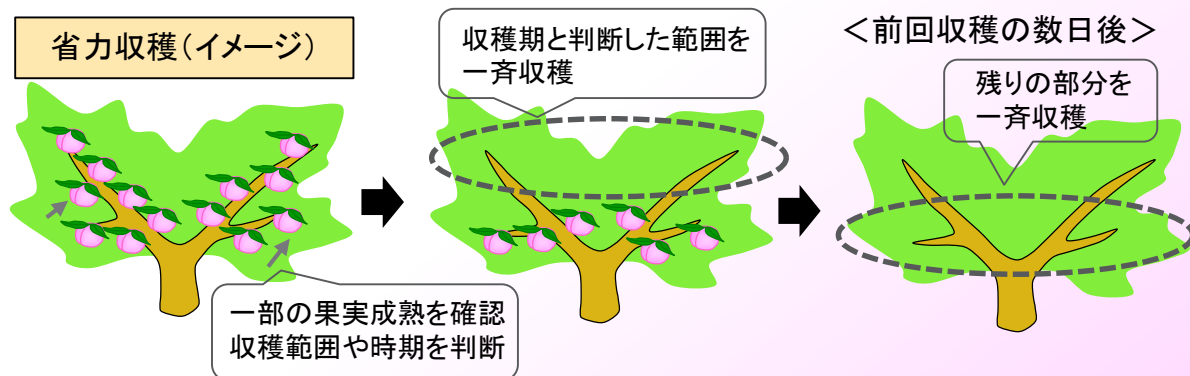 省力収穫(イメージ)
一部の果実成熟を確認
収穫範囲や時期を判断
収穫期と判断した範囲を
一斉収穫
＜前回収穫の数日後＞
残りの部分を
一斉収穫